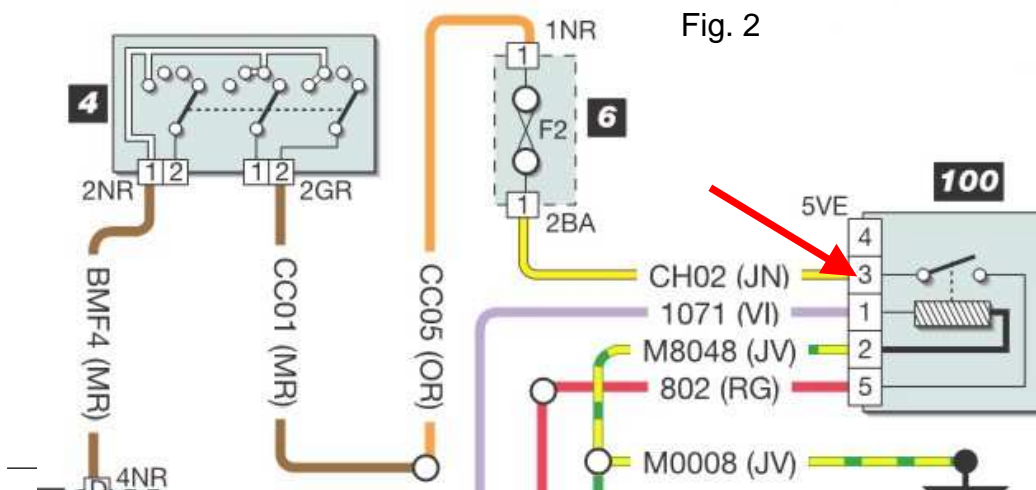 Fig. 2
1NR
1
4
6
F2
1 2
1 2
2NR
2GR
1
2BA
100
5VE
4
3
1
2
5
CH02 (JN)
1071 (VI)
M8048 (JV)
802 (RG)
M0008 (JV)
BMF4 (MR)
CC01 (MR)
CC05 (OR)
4NR